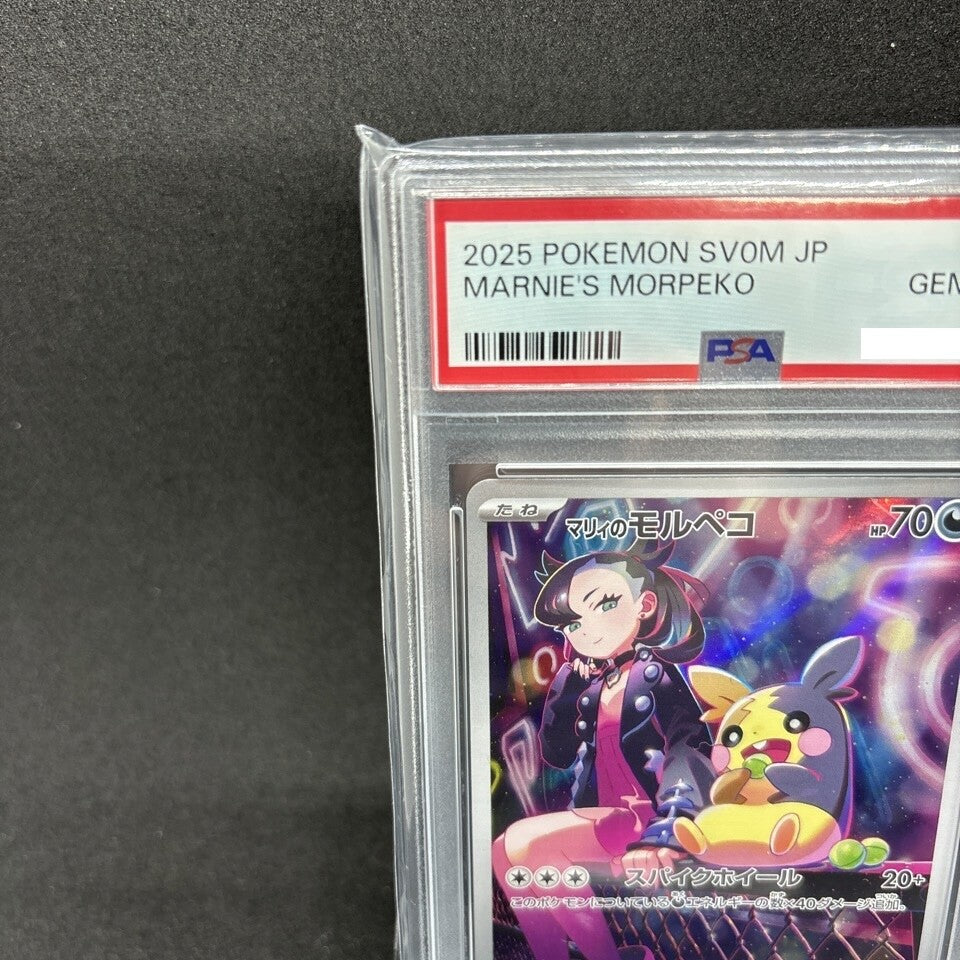 2025 POKEMON SV0M JP
MARNIE'S MORPEKO
GEM
PSA
たね
マリィのモルペコ
HP70
スパイクホイール 20+
このポケモンについているエネルギーの数×40ダメージ追加。